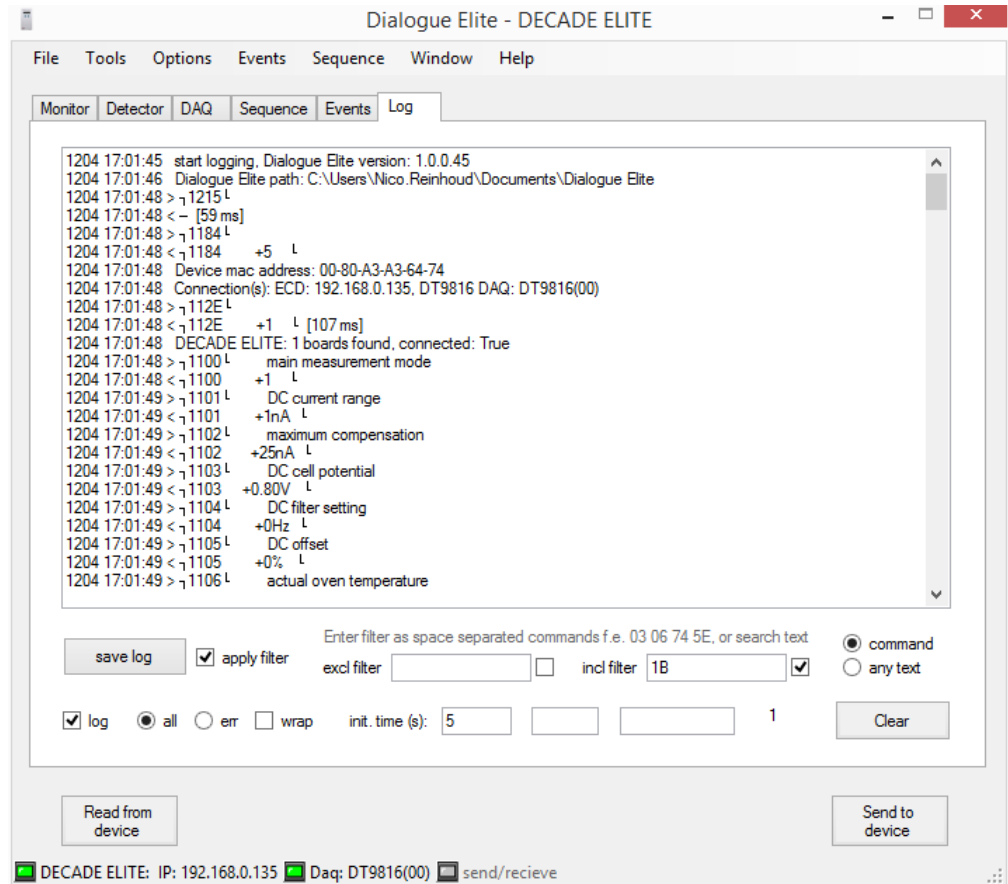 Dialogue Elite - DECADE ELITE
File Tools Options Events Sequence Window Help
Monitor Detector DAQ Sequence Events Log
1204 17:01:45 start logging, Dialogue Elite version: 1.0.0.45
1204 17:01:46 Dialogue Elite path: C:\Users\Nico.Reinhoud\Documents\Dialogue Elite
1204 17:01:48 > ┐1215└
1204 17:01:48 < – [59 ms]
1204 17:01:48 > ┐1184└
1204 17:01:48 < ┐1184 +5 └
1204 17:01:48 Device mac address: 00-80-A3-A3-64-74
1204 17:01:48 Connection(s): ECD: 192.168.0.135, DT9816 DAQ: DT9816(00)
1204 17:01:48 > ┐112E└
1204 17:01:48 < ┐112E +1 └ [107 ms]
1204 17:01:48 DECADE ELITE: 1 boards found, connected: True
1204 17:01:48 > ┐1100└ main measurement mode
1204 17:01:48 < ┐1100 +1 └
1204 17:01:49 > ┐1101└ DC current range
1204 17:01:49 < ┐1101 +1nA └
1204 17:01:49 > ┐1102└ maximum compensation
1204 17:01:49 < ┐1102 +25nA └
1204 17:01:49 > ┐1103└ DC cell potential
1204 17:01:49 < ┐1103 +0.80V └
1204 17:01:49 > ┐1104└ DC filter setting
1204 17:01:49 < ┐1104 +0Hz └
1204 17:01:49 > ┐1105└ DC offset
1204 17:01:49 < ┐1105 +0% └
1204 17:01:49 > ┐1106└ actual oven temperature
Enter filter as space separated commands f.e. 03 06 74 5E, or search text
save log apply filter excl filter incl filter 1B
command
any text
log all err wrap init. time (s): 5 1 Clear
Read from device
Send to device
DECADE ELITE: IP: 192.168.0.135 Daq: DT9816(00) send/recieve